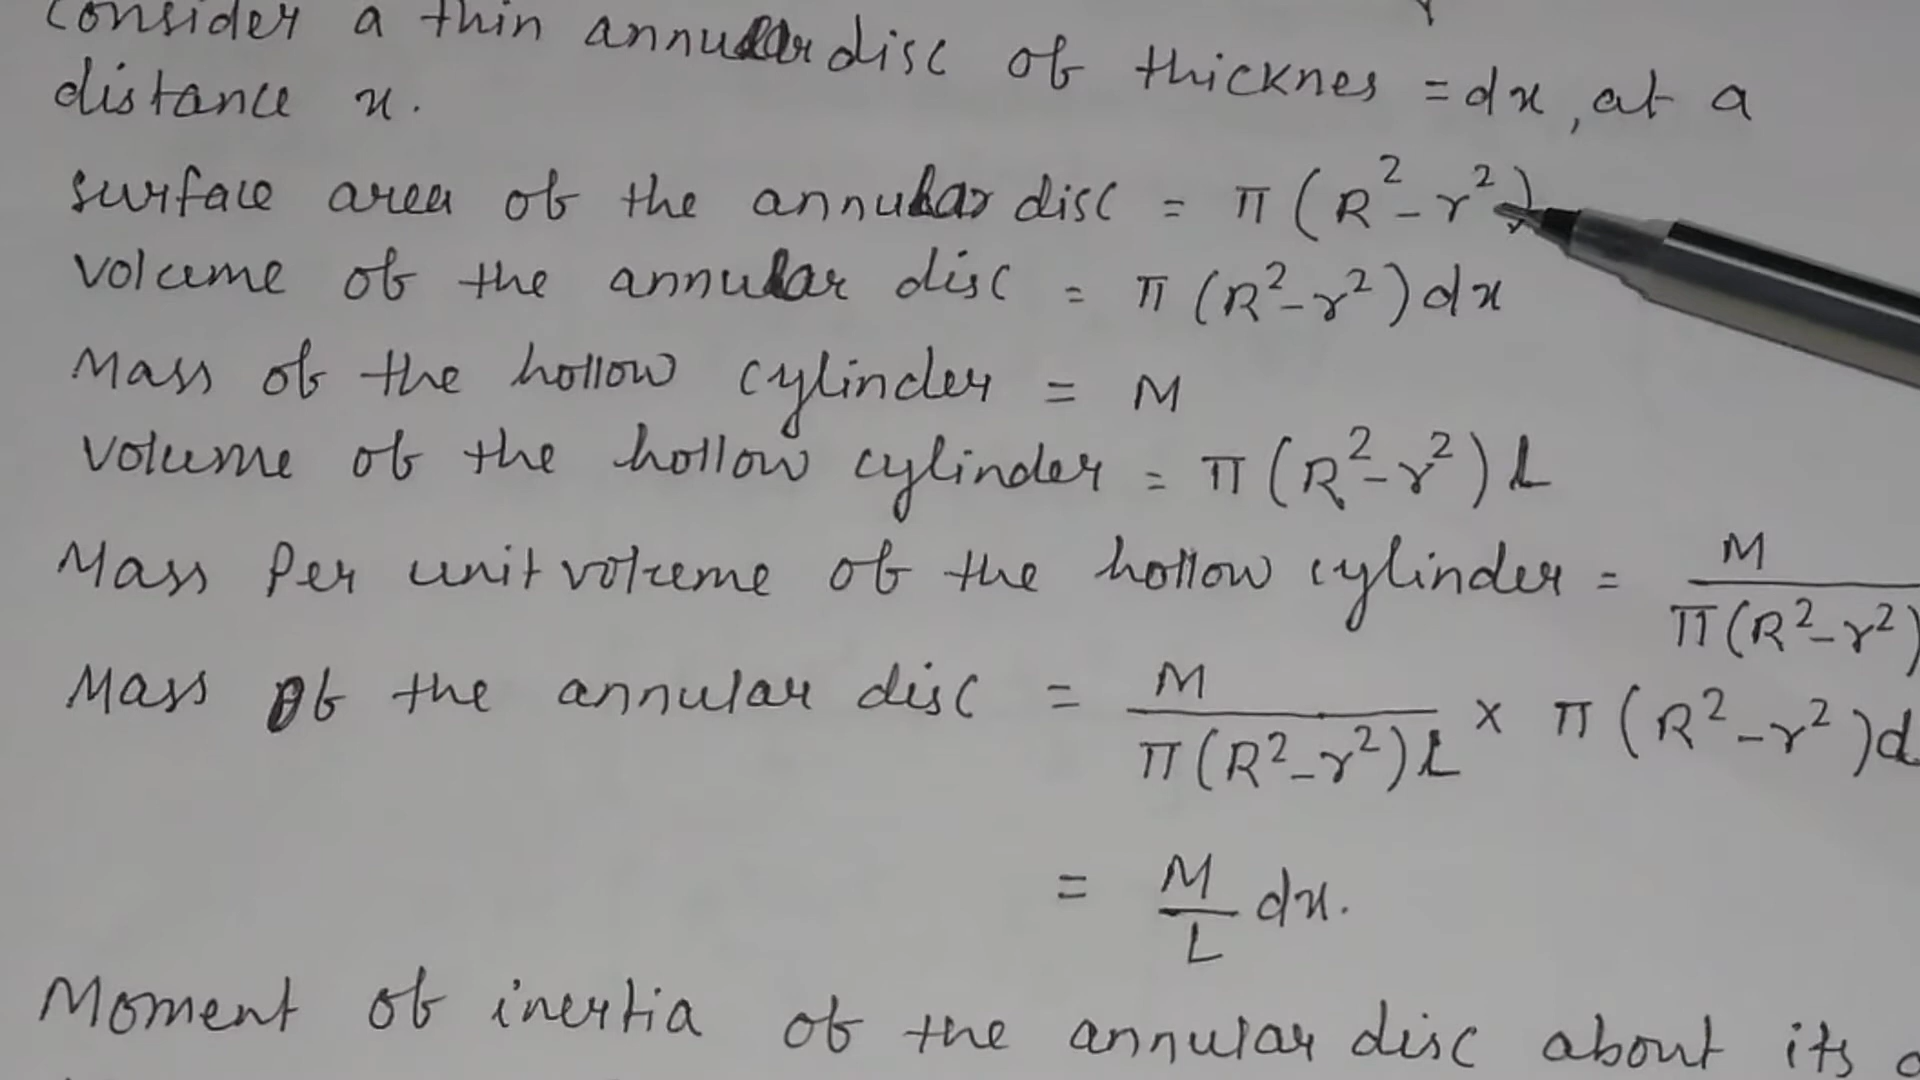 Consider a thin annular disc of thicknes = dx, at a
distance x.
surface area of the annular disc = π (R² - r²)
volume of the annular disc = π (R² - r²) dx
Mass of the hollow cylinder = M
volume of the hollow cylinder = π (R² - r²) L
Mass Per unit volume of the hollow cylinder = M / π (R² - r²)
Mass of the annular disc = M / π (R² - r²) L × π (R² - r²) d
= M / L dx.
Moment of inertia of the annular disc about its